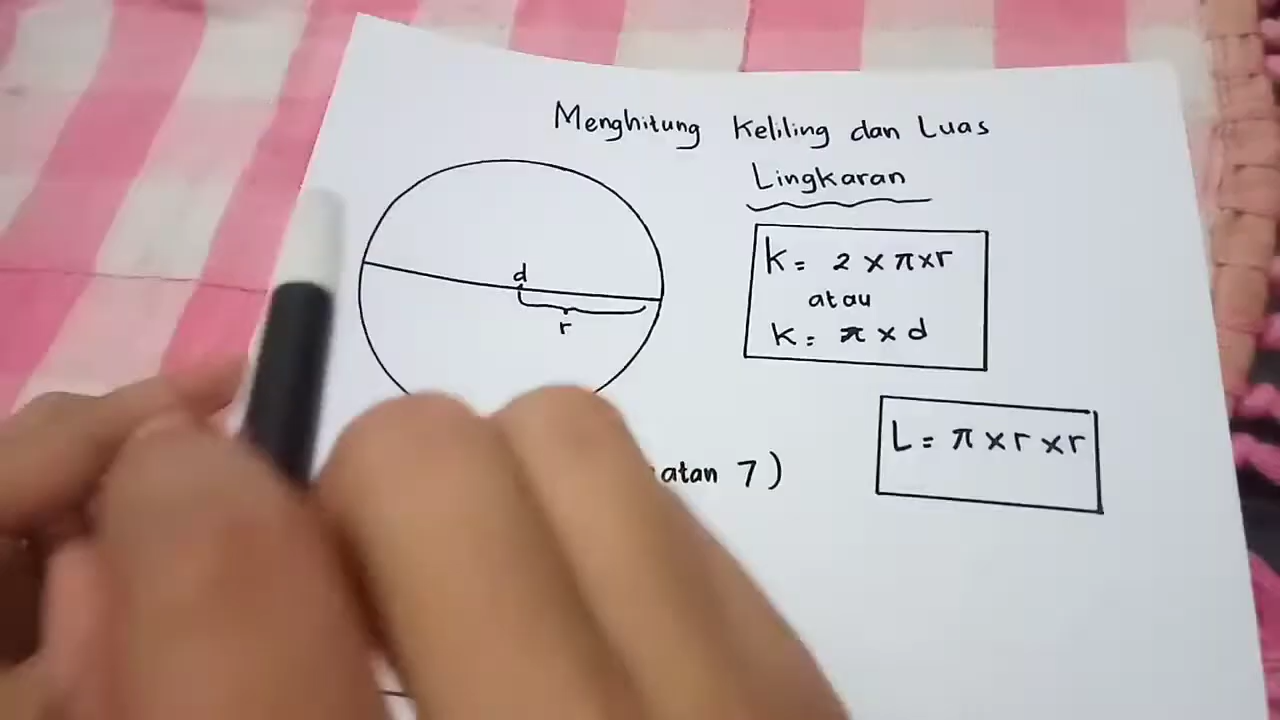 Menghitung Keliling dan Luas
Lingkaran
d
r
K = 2 × π × r
atau
K = π × d
L = π × r × r
atan 7)